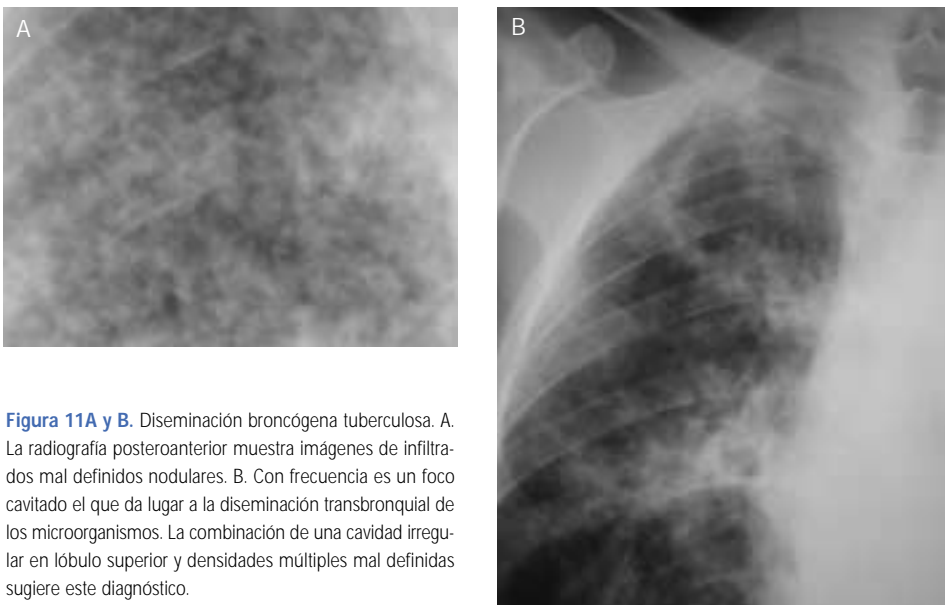 A
B
Figura 11A y B. Diseminación broncógena tuberculosa. A.
La radiografía posteroanterior muestra imágenes de infiltra-
dos mal definidos nodulares. B. Con frecuencia es un foco
cavitado el que da lugar a la diseminación transbronquial de
los microorganismos. La combinación de una cavidad irregu-
lar en lóbulo superior y densidades múltiples mal definidas
sugiere este diagnóstico.